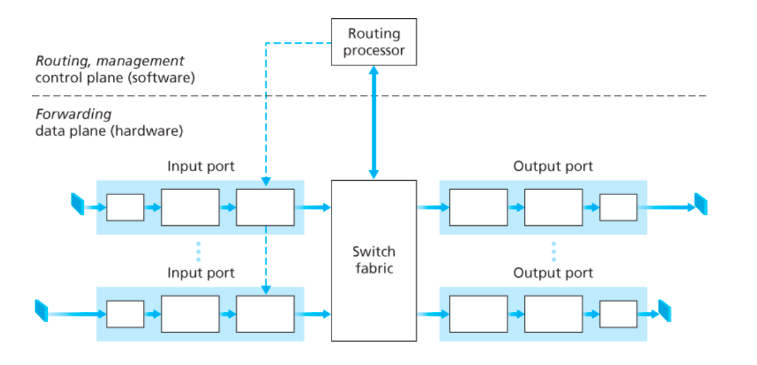 Routing
processor
Routing, management
control plane (software)
Forwarding
data plane (hardware)
Input port
Output port
Switch
fabric
Input port
Output port